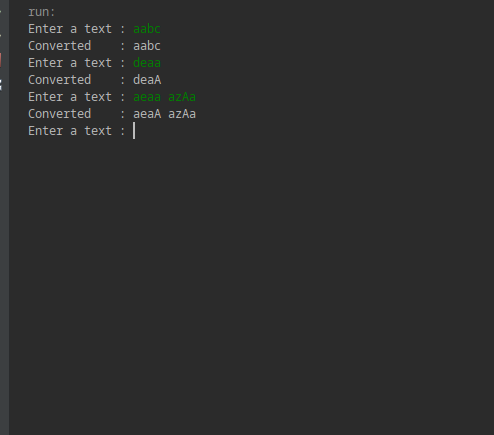 run:
Enter a text : aabc
Converted    : aabc
Enter a text : deaa
Converted    : deaA
Enter a text : aeaa azAa
Converted    : aeaA azAa
Enter a text :